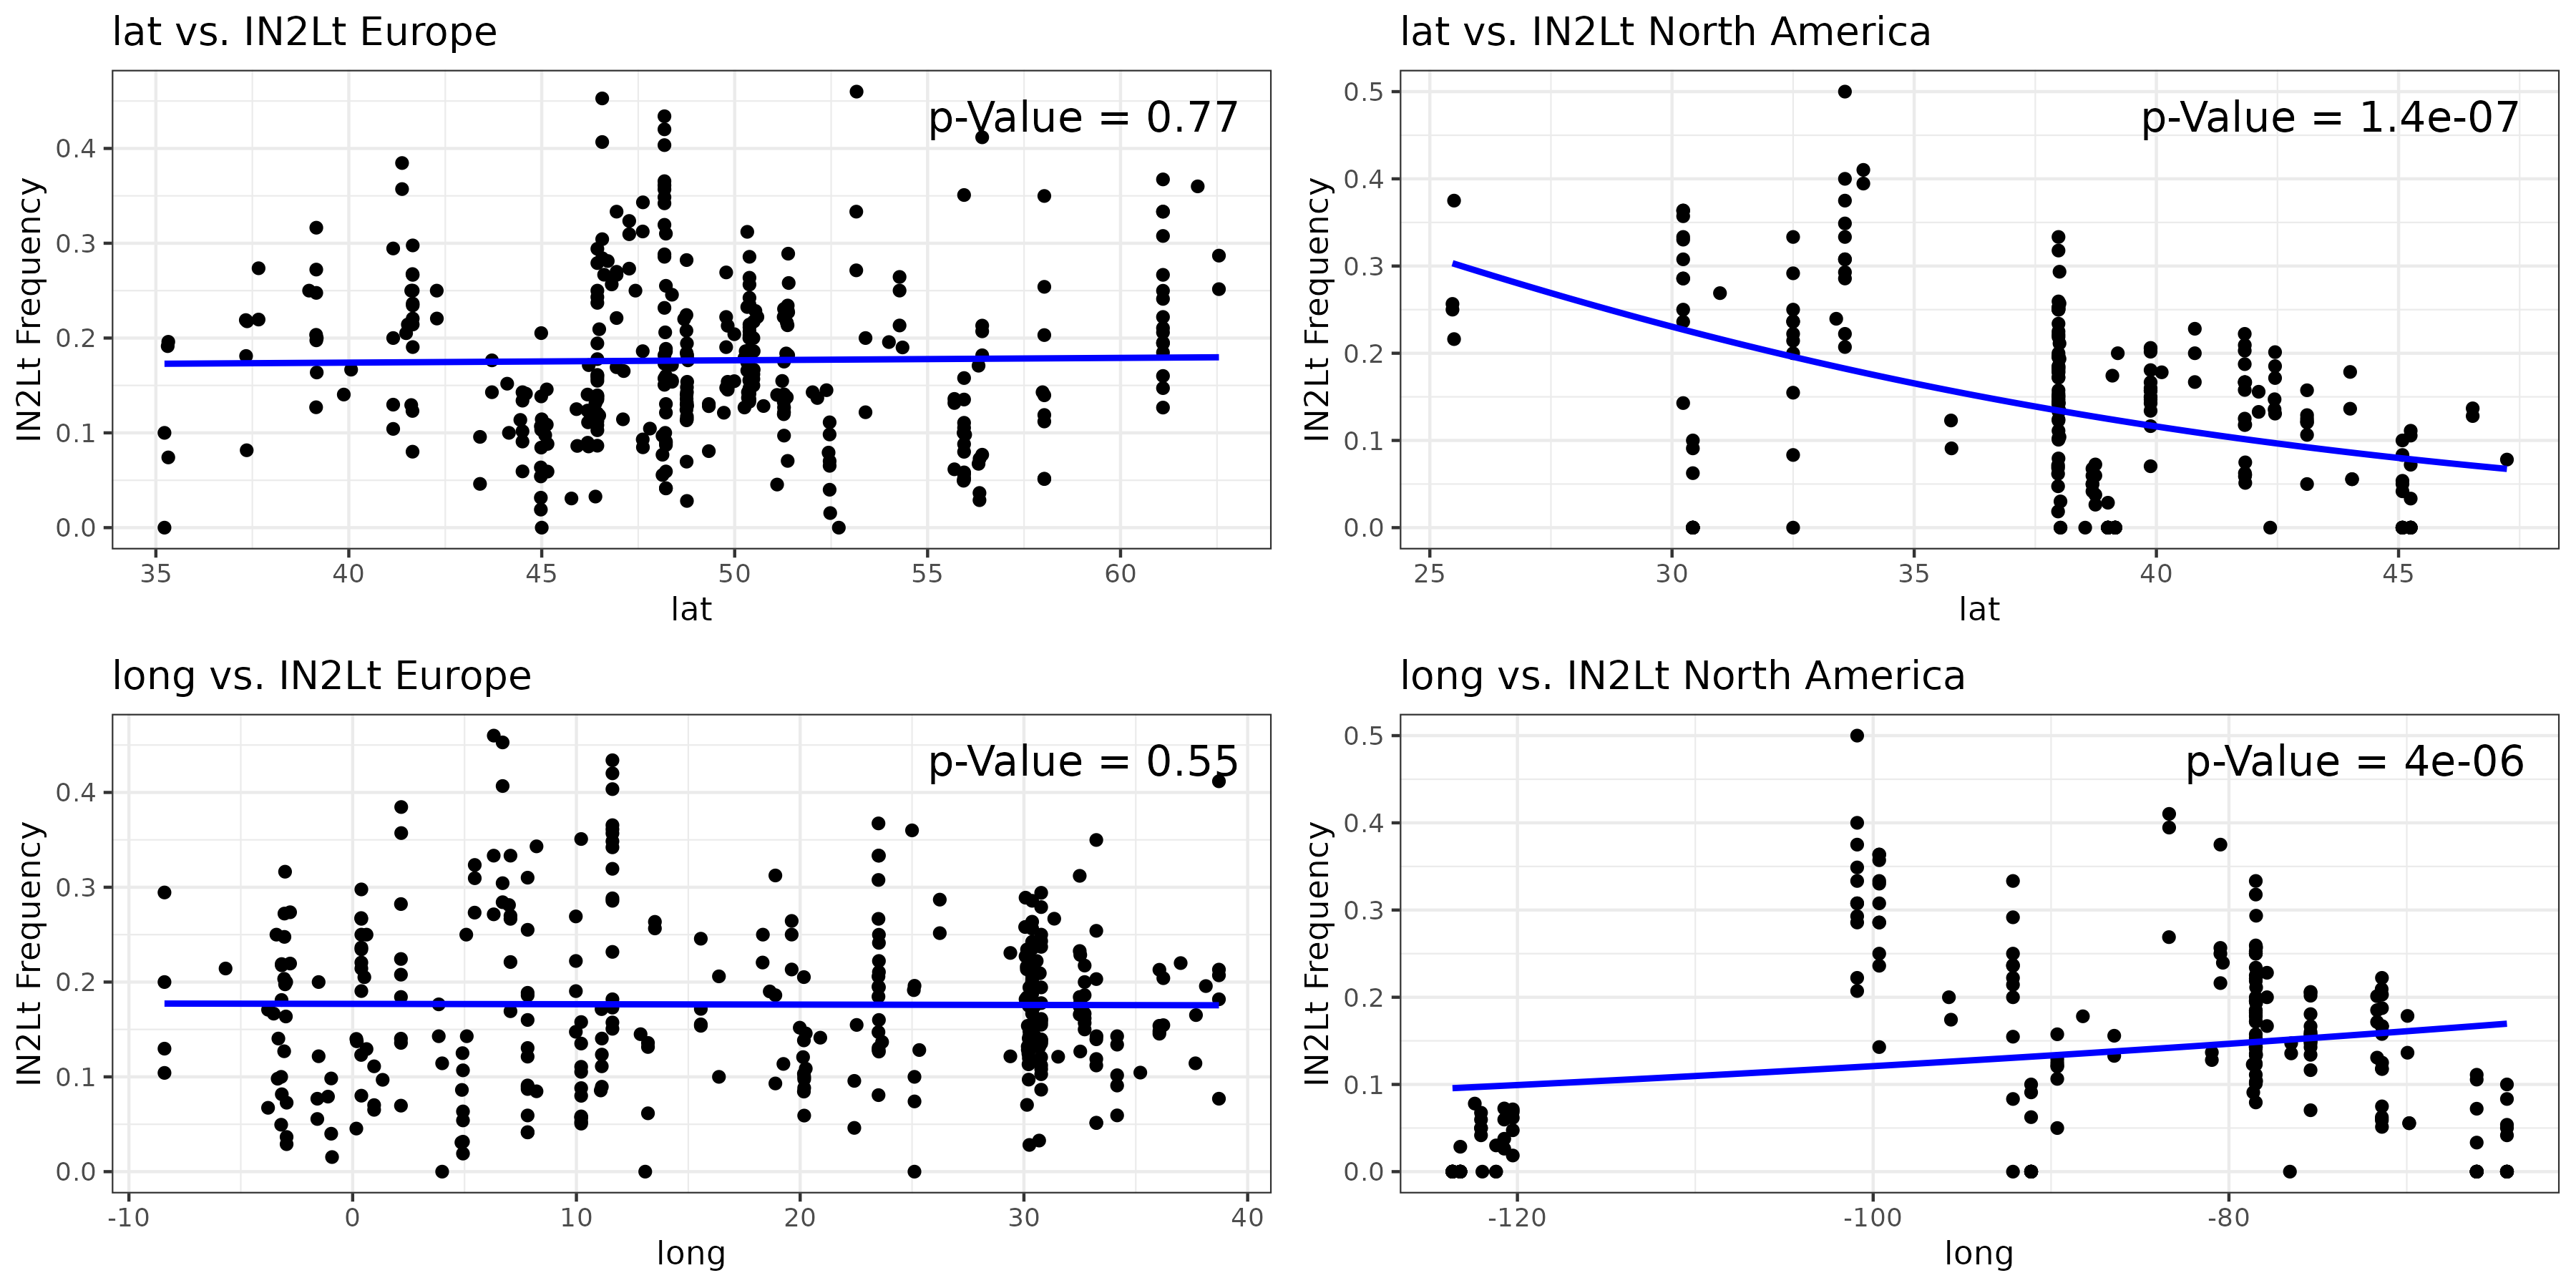 lat vs. IN2Lt Europe
p-Value = 0.77
IN2Lt Frequency
0.4
0.3
0.2
0.1
0.0
35 40 45 50 55 60
lat
lat vs. IN2Lt North America
p-Value = 1.4e-07
IN2Lt Frequency
0.5
0.4
0.3
0.2
0.1
0.0
25 30 35 40 45
lat
long vs. IN2Lt Europe
p-Value = 0.55
IN2Lt Frequency
0.4
0.3
0.2
0.1
0.0
-10 0 10 20 30 40
long
long vs. IN2Lt North America
p-Value = 4e-06
IN2Lt Frequency
0.5
0.4
0.3
0.2
0.1
0.0
-120 -100 -80
long